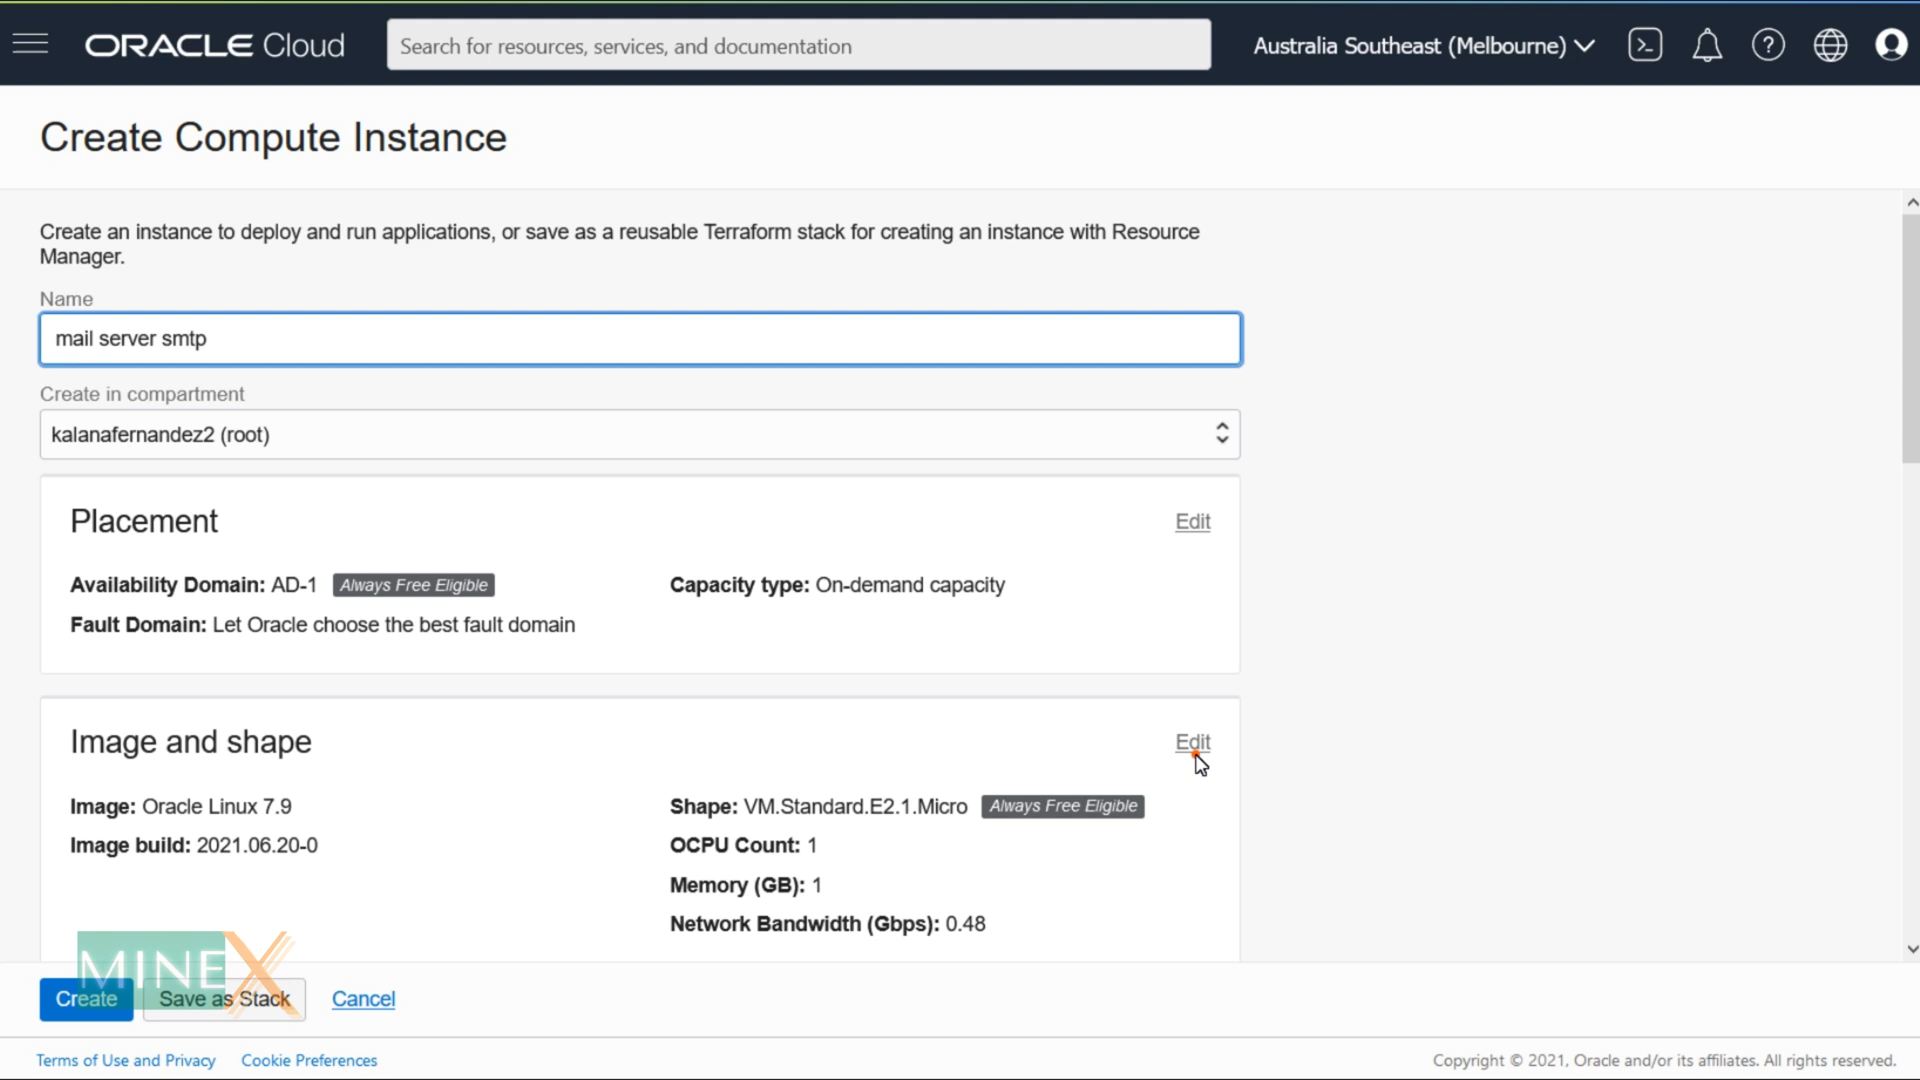 ORACLE Cloud
Search for resources, services, and documentation
Australia Southeast (Melbourne)
Create Compute Instance
Create an instance to deploy and run applications, or save as a reusable Terraform stack for creating an instance with Resource
Manager.
Name
mail server smtp
Create in compartment
kalanafernandez2 (root)
Placement
Edit
Availability Domain: AD-1 Always Free Eligible
Capacity type: On-demand capacity
Fault Domain: Let Oracle choose the best fault domain
Image and shape
Edit
Image: Oracle Linux 7.9
Shape: VM.Standard.E2.1.Micro Always Free Eligible
Image build: 2021.06.20-0
OCPU Count: 1
Memory (GB): 1
Network Bandwidth (Gbps): 0.48
MINEX
Create
Save as Stack
Cancel
Terms of Use and Privacy
Cookie Preferences
Copyright © 2021, Oracle and/or its affiliates. All rights reserved.